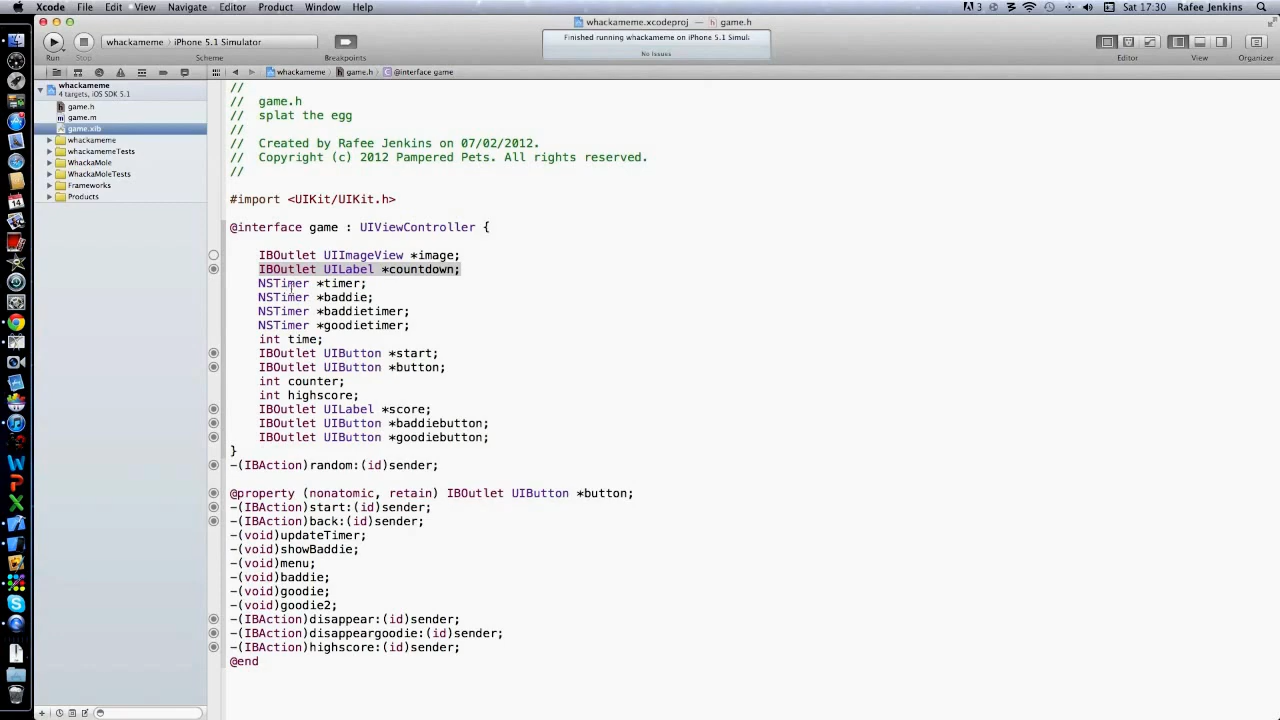 Xcode File Edit View Navigate Editor Product Window Help
3 Sat 17:30 Rafee Jenkins
whackameme.xcodeproj — game.h
whackameme iPhone 5.1 Simulator
Finished running whackameme on iPhone 5.1 Simula
No Issues
Run Stop Scheme Breakpoints Editor View Organizer
whackameme game.h @interface game
whackameme
4 targets, iOS SDK 5.1
game.h
game.m
game.xib
whackameme
whackamemeTests
WhackaMole
WhackaMoleTests
Frameworks
Products
//
// game.h
// splat the egg
//
// Created by Rafee Jenkins on 07/02/2012.
// Copyright (c) 2012 Pampered Pets. All rights reserved.
//
#import <UIKit/UIKit.h>
@interface game : UIViewController {
IBOutlet UIImageView *image;
IBOutlet UILabel *countdown;
NSTimer *timer;
NSTimer *baddie;
NSTimer *baddietimer;
NSTimer *goodietimer;
int time;
IBOutlet UIButton *start;
IBOutlet UIButton *button;
int counter;
int highscore;
IBOutlet UILabel *score;
IBOutlet UIButton *baddiebutton;
IBOutlet UIButton *goodiebutton;
}
-(IBAction)random:(id)sender;
@property (nonatomic, retain) IBOutlet UIButton *button;
-(IBAction)start:(id)sender;
-(IBAction)back:(id)sender;
-(void)updateTimer;
-(void)showBaddie;
-(void)menu;
-(void)baddie;
-(void)goodie;
-(void)goodie2;
-(IBAction)disappear:(id)sender;
-(IBAction)disappeargoodie:(id)sender;
-(IBAction)highscore:(id)sender;
@end